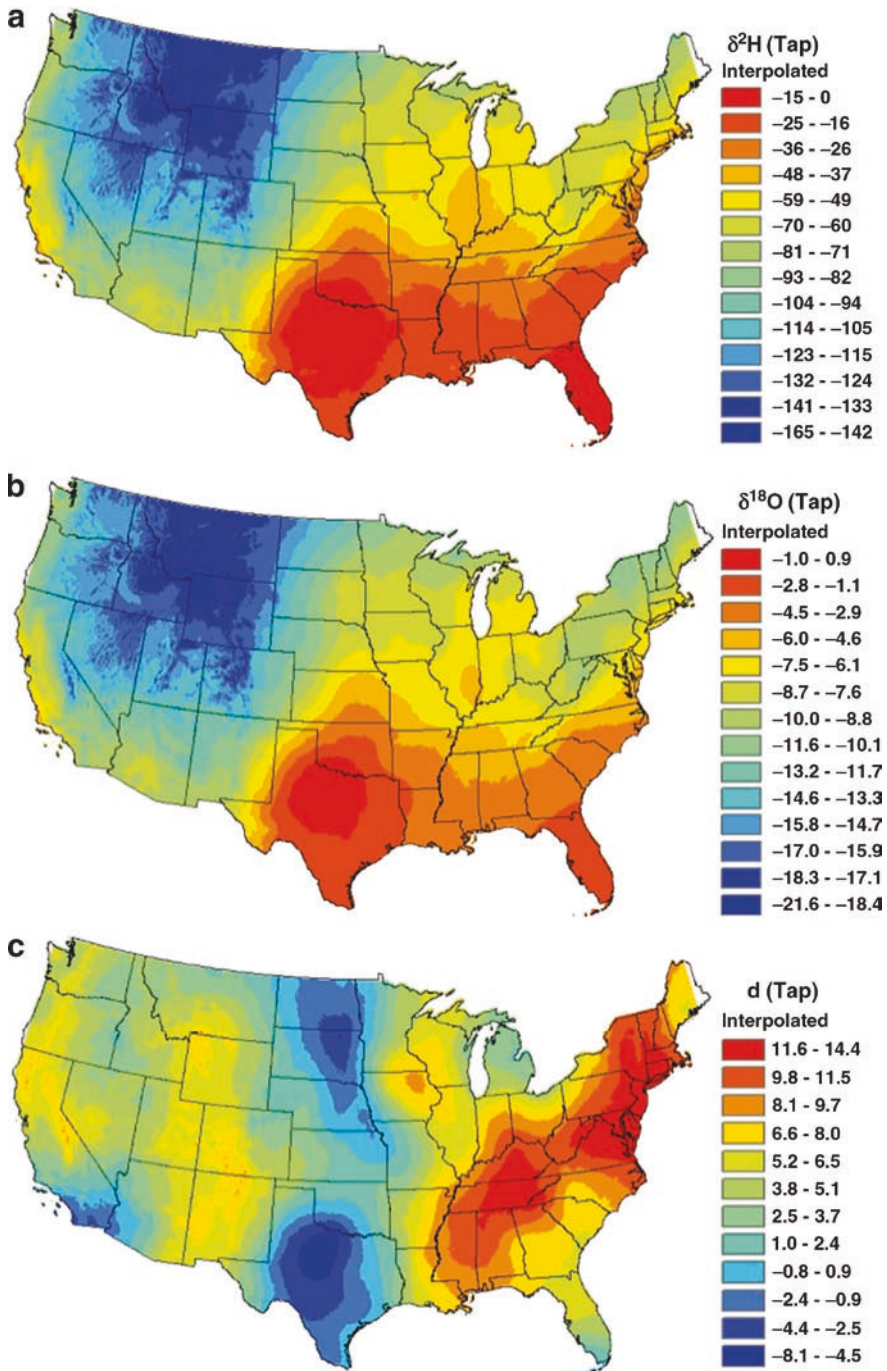 a
δ²H (Tap)
Interpolated
–15 - 0
–25 - –16
–36 - –26
–48 - –37
–59 - –49
–70 - –60
–81 - –71
–93 - –82
–104 - –94
–114 - –105
–123 - –115
–132 - –124
–141 - –133
–165 - –142
b
δ¹⁸O (Tap)
Interpolated
–1.0 - 0.9
–2.8 - –1.1
–4.5 - –2.9
–6.0 - –4.6
–7.5 - –6.1
–8.7 - –7.6
–10.0 - –8.8
–11.6 - –10.1
–13.2 - –11.7
–14.6 - –13.3
–15.8 - –14.7
–17.0 - –15.9
–18.3 - –17.1
–21.6 - –18.4
c
d (Tap)
Interpolated
11.6 - 14.4
9.8 - 11.5
8.1 - 9.7
6.6 - 8.0
5.2 - 6.5
3.8 - 5.1
2.5 - 3.7
1.0 - 2.4
–0.8 - 0.9
–2.4 - –0.9
–4.4 - –2.5
–8.1 - –4.5